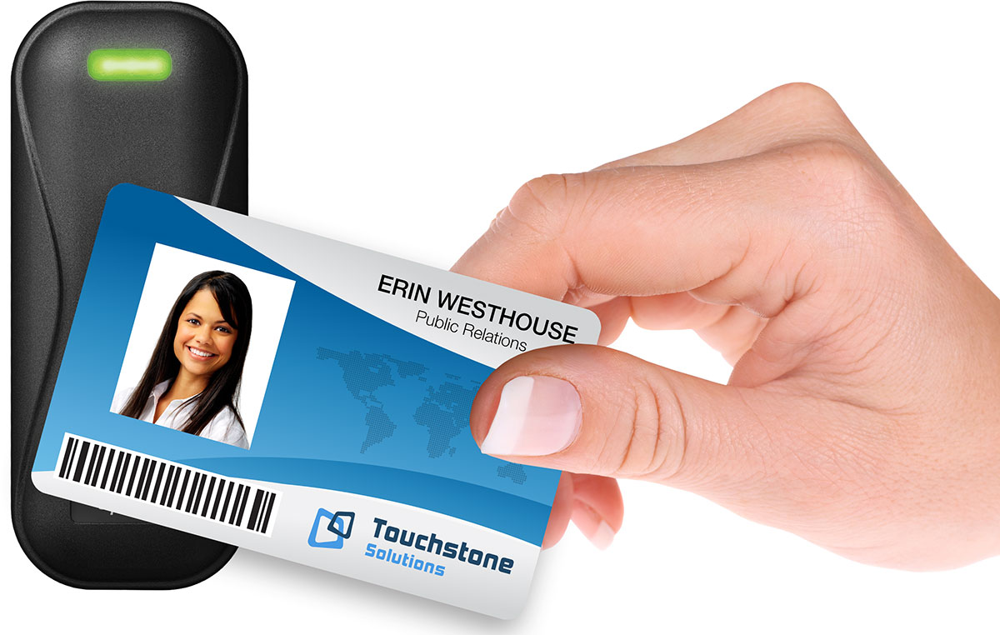 ERIN WESTHOUSE
Public Relations
Touchstone
Solutions